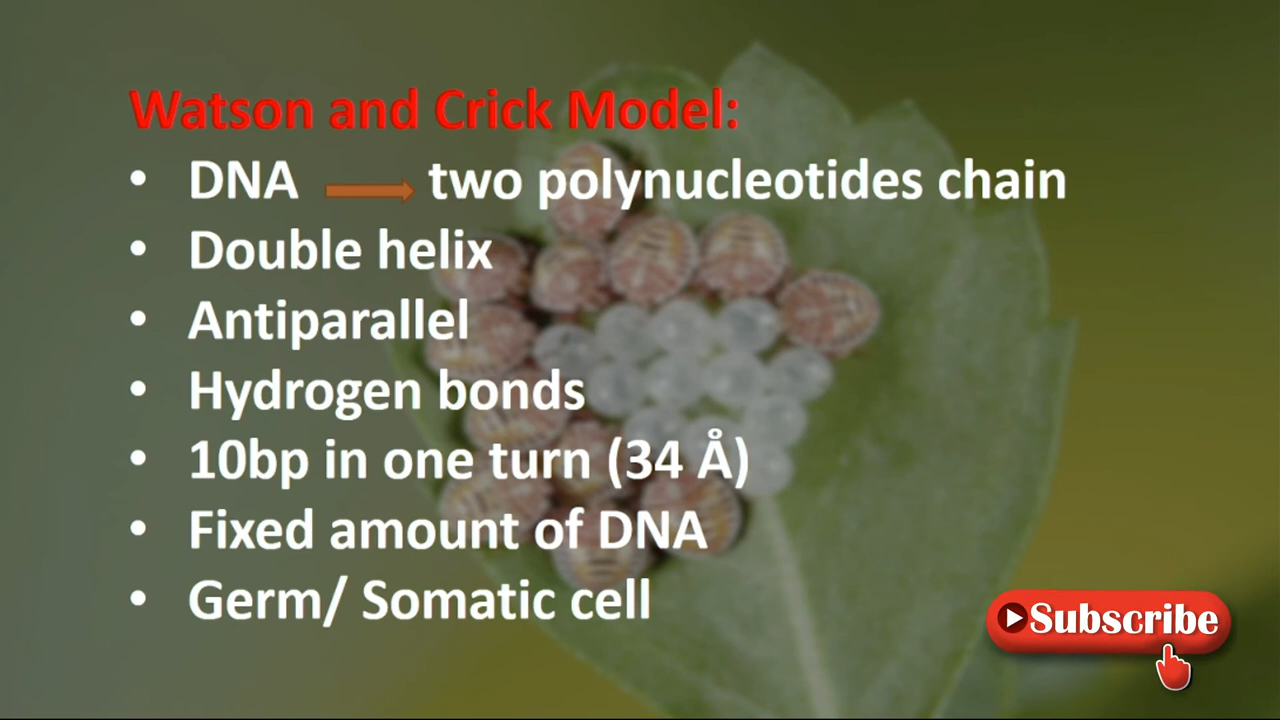 Watson and Crick Model:
• DNA → two polynucleotides chain
• Double helix
• Antiparallel
• Hydrogen bonds
• 10bp in one turn (34 Å)
• Fixed amount of DNA
• Germ/ Somatic cell
Subscribe